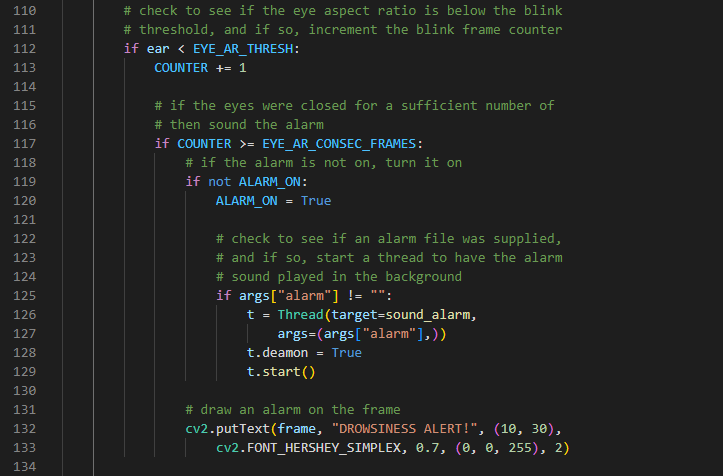 110 # check to see if the eye aspect ratio is below the blink
111 # threshold, and if so, increment the blink frame counter
112 if ear < EYE_AR_THRESH:
113     COUNTER += 1
114
115     # if the eyes were closed for a sufficient number of
116     # then sound the alarm
117     if COUNTER >= EYE_AR_CONSEC_FRAMES:
118         # if the alarm is not on, turn it on
119         if not ALARM_ON:
120             ALARM_ON = True
121
122             # check to see if an alarm file was supplied,
123             # and if so, start a thread to have the alarm
124             # sound played in the background
125             if args["alarm"] != "":
126                 t = Thread(target=sound_alarm,
127                     args=(args["alarm"],))
128                 t.deamon = True
129                 t.start()
130
131         # draw an alarm on the frame
132         cv2.putText(frame, "DROWSINESS ALERT!", (10, 30),
133             cv2.FONT_HERSHEY_SIMPLEX, 0.7, (0, 0, 255), 2)
134